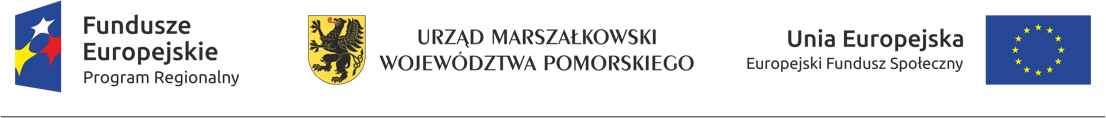 Fundusze
Europejskie
Program Regionalny
URZĄD MARSZAŁKOWSKI
WOJEWÓDZTWA POMORSKIEGO
Unia Europejska
Europejski Fundusz Społeczny